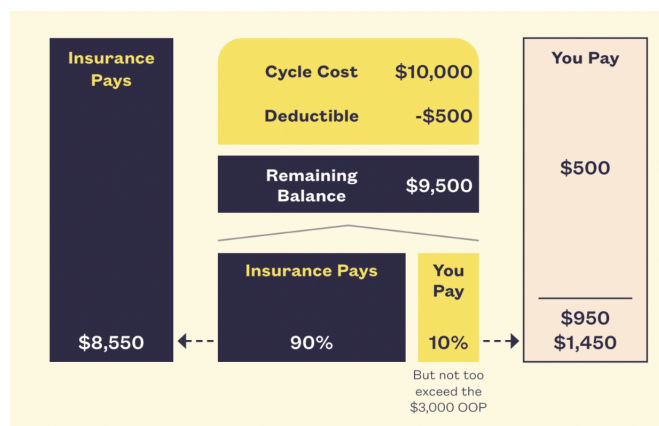 Insurance
Pays
$8,550
Cycle Cost $10,000
Deductible -$500
Remaining
Balance
$9,500
Insurance Pays
90%
You
Pay
10%
But not too
exceed the
$3,000 OOP
You Pay
$500
$950
$1,450